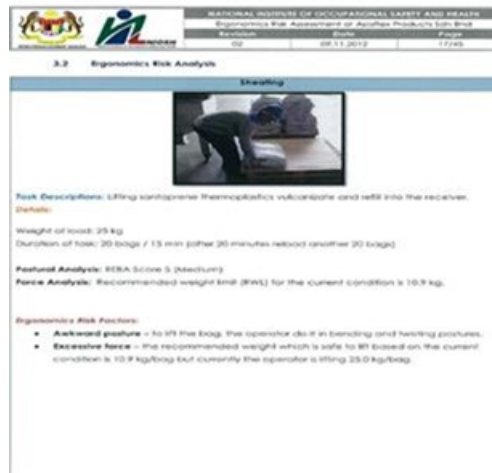 NATIONAL INSTITUTE OF OCCUPATIONAL SAFETY AND HEALTH
Ergonomics Risk Assessment at Asiaflex Products Sdn Bhd
Revision Date Page
02 09.11.2012 17/45
3.2 Ergonomics Risk Analysis
Sheating
Task Descriptions: Lifting santoprene thermoplastics vulcanizate and refill into the receiver.
Details:
Weight of load: 25 kg
Duration of task: 20 bags / 15 min (after 20 minutes reload another 20 bags)
Postural Analysis: REBA Score 5 (Medium)
Force Analysis: Recommended weight limit (RWL) for the current condition is 10.9 kg.
Ergonomics Risk Factors:
• Awkward posture – to lift the bag, the operator do it in bending and twisting postures.
• Excessive force – the recommended weight which is safe to lift based on the current
condition is 10.9 kg/bag but currently the operator is lifting 25.0 kg/bag.